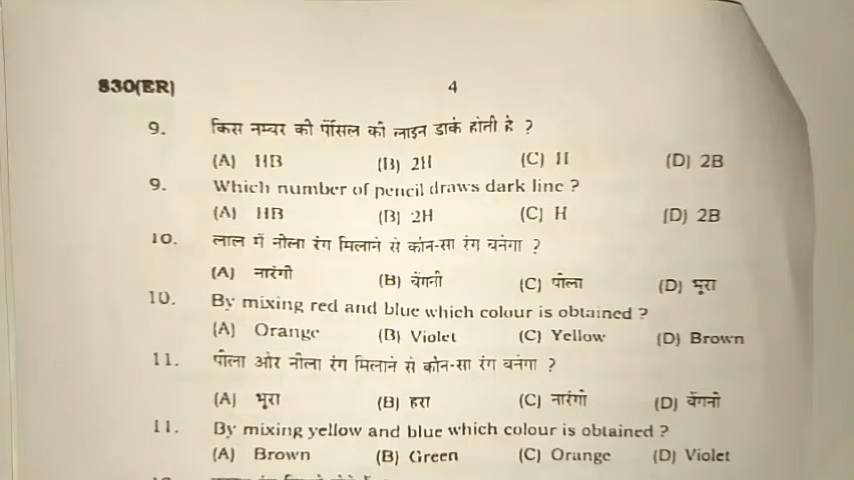 830(ER) 4
9. किस नम्बर की पेंसिल की लाइन डार्क होती है ?
(A) HB (B) 2H (C) H (D) 2B
9. Which number of pencil draws dark line ?
(A) HB (B) 2H (C) H (D) 2B
10. लाल में नीला रंग मिलाने से कौन-सा रंग बनेगा ?
(A) नारंगी (B) बैंगनी (C) पीला (D) भूरा
10. By mixing red and blue which colour is obtained ?
(A) Orange (B) Violet (C) Yellow (D) Brown
11. पीला और नीला रंग मिलाने से कौन-सा रंग बनेगा ?
(A) भूरा (B) हरा (C) नारंगी (D) बैंगनी
11. By mixing yellow and blue which colour is obtained ?
(A) Brown (B) Green (C) Orange (D) Violet